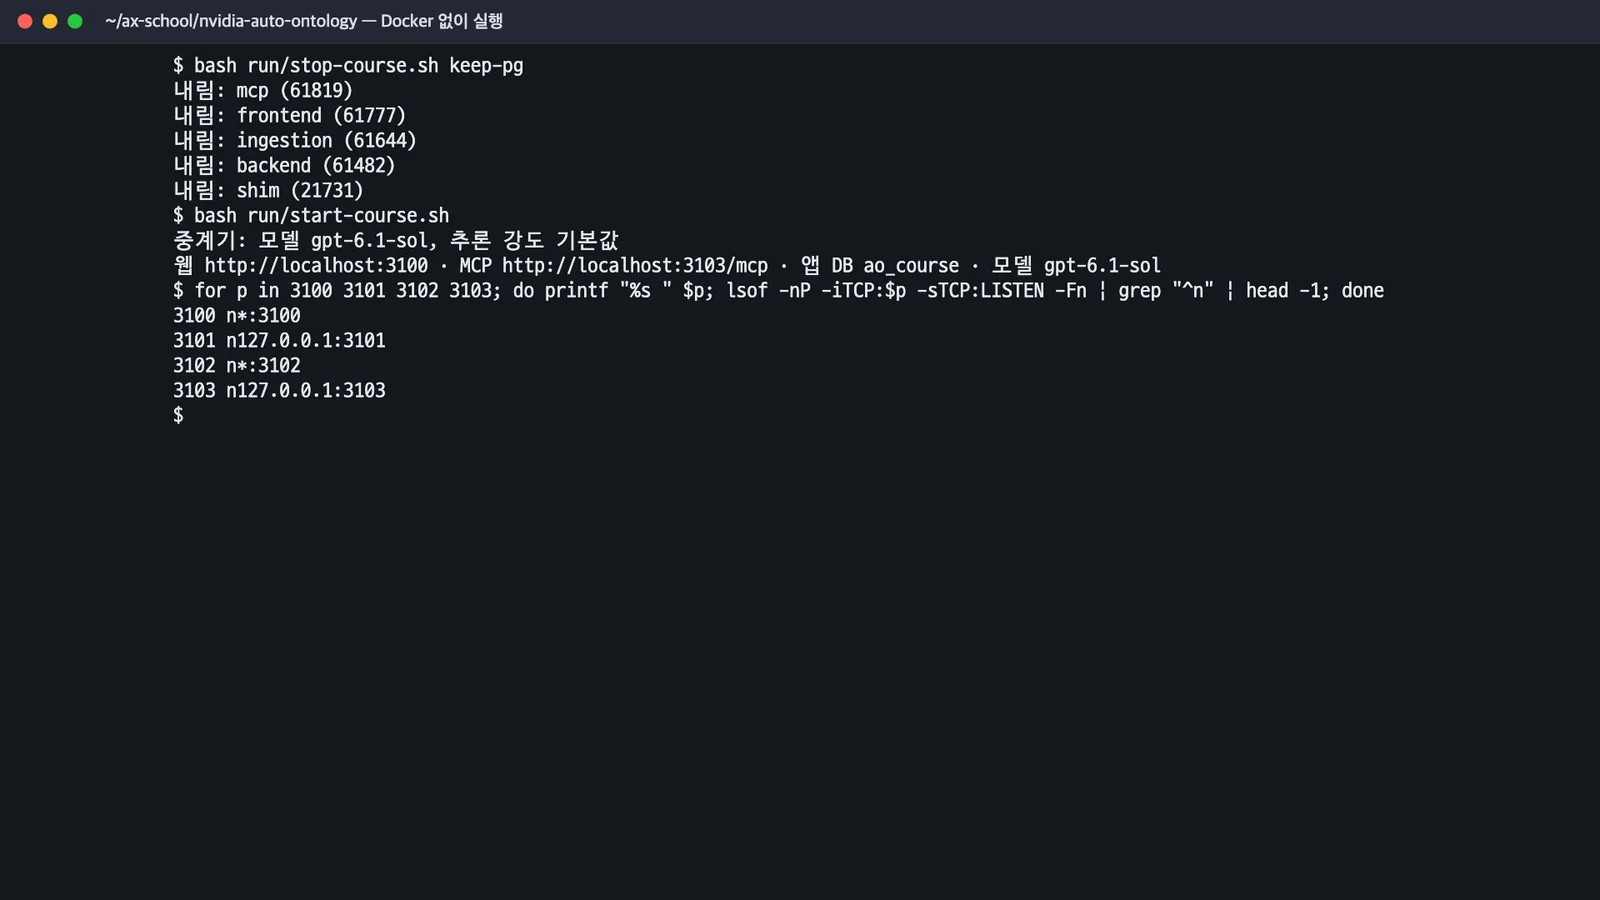 ~/ax-school/nvidia-auto-ontology — Docker 없이 실행
$ bash run/stop-course.sh keep-pg
내림: mcp (61819)
내림: frontend (61777)
내림: ingestion (61644)
내림: backend (61482)
내림: shim (21731)
$ bash run/start-course.sh
중계기: 모델 gpt-6.1-sol, 추론 강도 기본값
웹 http://localhost:3100 · MCP http://localhost:3103/mcp · 앱 DB ao_course · 모델 gpt-6.1-sol
$ for p in 3100 3101 3102 3103; do printf "%s " $p; lsof -nP -iTCP:$p -sTCP:LISTEN -Fn | grep "^n" | head -1; done
3100 n*:3100
3101 n127.0.0.1:3101
3102 n*:3102
3103 n127.0.0.1:3103
$